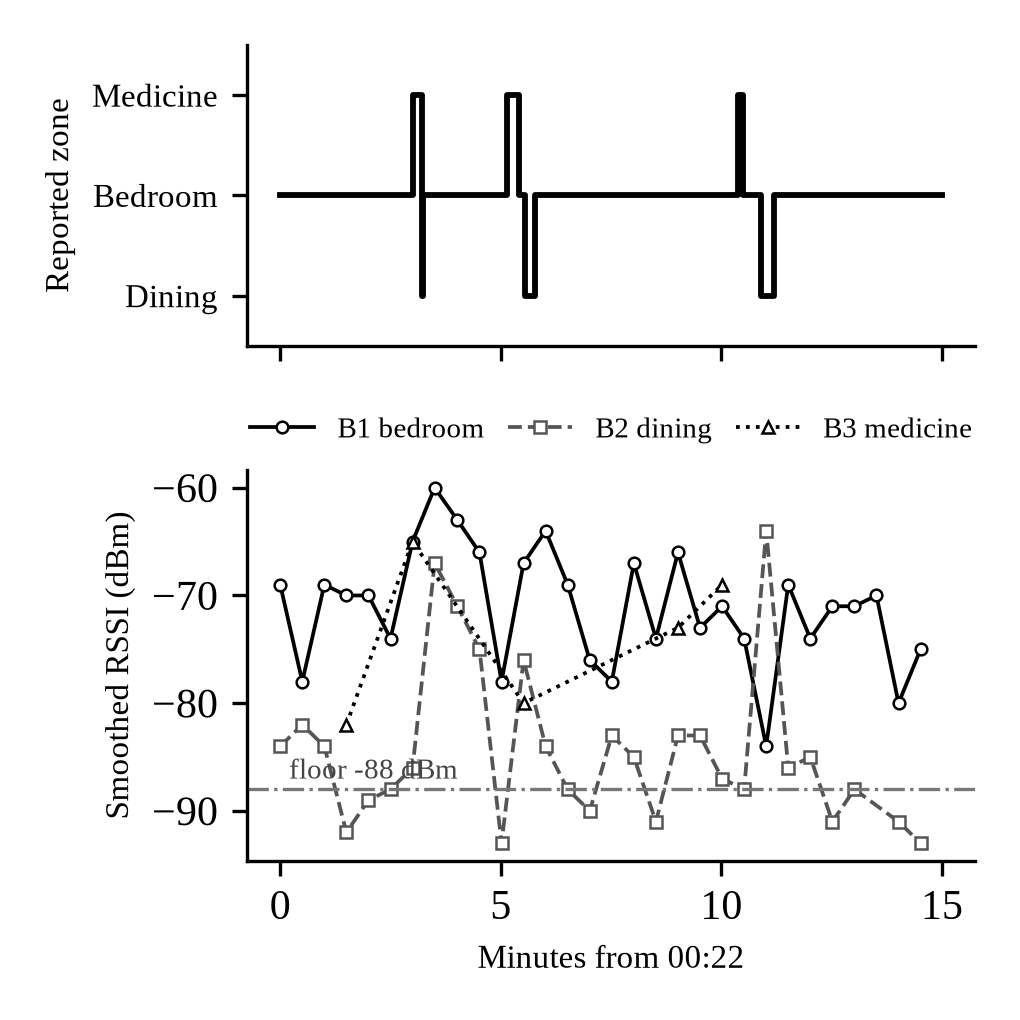 Reported zone
Medicine
Bedroom
Dining
B1 bedroom B2 dining B3 medicine
Smoothed RSSI (dBm)
−60
−70
−80
floor -88 dBm
−90
0 5 10 15
Minutes from 00:22